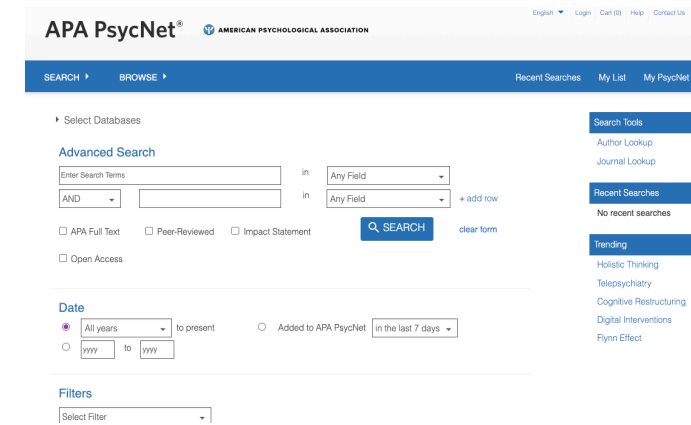 English Login Cart (0) Help Contact Us
APA PsycNet® AMERICAN PSYCHOLOGICAL ASSOCIATION
SEARCH BROWSE Recent Searches My List My PsycNet
Select Databases
Advanced Search
Enter Search Terms in Any Field
AND in Any Field + add row
APA Full Text Peer-Reviewed Impact Statement SEARCH clear form
Open Access
Date
All years to present Added to APA PsycNet in the last 7 days
yyyy to yyyy
Filters
Select Filter
Search Tools
Author Lookup
Journal Lookup
Recent Searches
No recent searches
Trending
Holistic Thinking
Telepsychiatry
Cognitive Restructuring
Digital Interventions
Flynn Effect